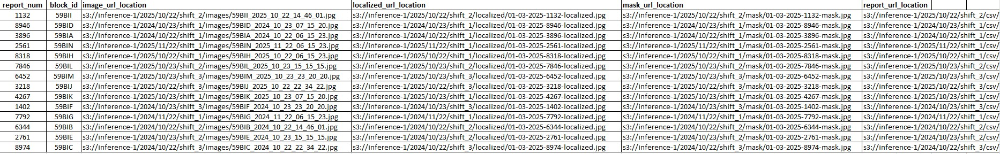 report_num block_id image_url_location localized_url_location mask_url_location report_url_location
1132 59BII s3://inference-1/2025/10/22/shift_2/images/59BII_2025_10_22_14_46_01.jpg s3://inference-1/2025/10/22/shift_2/localized/01-03-2025-1132-localized.jpg s3://inference-1/2025/10/22/shift_2/mask/01-03-2025-1132-mask.jpg s3://inference-1/2025/10/22/shift_2/csv/
8946 59BID s3://inference-1/2024/10/23/shift_1/images/59BID_2024_10_23_07_15_20.jpg s3://inference-1/2024/10/23/shift_1/localized/01-03-2025-8946-localized.jpg s3://inference-1/2024/10/23/shift_1/mask/01-03-2025-8946-mask.jpg s3://inference-1/2024/10/23/shift_1/csv/
3896 59BIA s3://inference-1/2024/10/22/shift_1/images/59BIA_2024_10_22_06_15_23.jpg s3://inference-1/2024/10/22/shift_1/localized/01-03-2025-3896-localized.jpg s3://inference-1/2024/10/22/shift_1/mask/01-03-2025-3896-mask.jpg s3://inference-1/2024/10/22/shift_1/csv/
2561 59BIN s3://inference-1/2025/11/22/shift_1/images/59BIN_2025_11_22_06_15_23.jpg s3://inference-1/2025/11/22/shift_1/localized/01-03-2025-2561-localized.jpg s3://inference-1/2025/11/22/shift_1/mask/01-03-2025-2561-mask.jpg s3://inference-1/2025/11/22/shift_1/csv/
8318 59BIH s3://inference-1/2025/10/22/shift_1/images/59BIH_2025_10_22_06_15_23.jpg s3://inference-1/2025/10/22/shift_1/localized/01-03-2025-8318-localized.jpg s3://inference-1/2025/10/22/shift_1/mask/01-03-2025-8318-mask.jpg s3://inference-1/2025/10/22/shift_1/csv/
7846 59BIL s3://inference-1/2025/10/23/shift_2/images/59BIL_2025_10_23_15_15_15.jpg s3://inference-1/2025/10/23/shift_2/localized/01-03-2025-7846-localized.jpg s3://inference-1/2025/10/23/shift_2/mask/01-03-2025-7846-mask.jpg s3://inference-1/2025/10/23/shift_2/csv/
6452 59BIM s3://inference-1/2025/10/23/shift_3/images/59BIM_2025_10_23_23_20_20.jpg s3://inference-1/2025/10/23/shift_3/localized/01-03-2025-6452-localized.jpg s3://inference-1/2025/10/23/shift_3/mask/01-03-2025-6452-mask.jpg s3://inference-1/2025/10/23/shift_3/csv/
3218 59BIJ s3://inference-1/2025/10/22/shift_3/images/59BIJ_2025_10_22_22_34_22.jpg s3://inference-1/2025/10/22/shift_3/localized/01-03-2025-3218-localized.jpg s3://inference-1/2025/10/22/shift_3/mask/01-03-2025-3218-mask.jpg s3://inference-1/2025/10/22/shift_3/csv/
4267 59BIK s3://inference-1/2025/10/23/shift_1/images/59BIK_2025_10_23_07_15_20.jpg s3://inference-1/2025/10/23/shift_1/localized/01-03-2025-4267-localized.jpg s3://inference-1/2025/10/23/shift_1/mask/01-03-2025-4267-mask.jpg s3://inference-1/2025/10/23/shift_1/csv/
1402 59BIF s3://inference-1/2024/10/23/shift_3/images/59BIF_2024_10_23_23_20_20.jpg s3://inference-1/2024/10/23/shift_3/localized/01-03-2025-1402-localized.jpg s3://inference-1/2024/10/23/shift_3/mask/01-03-2025-1402-mask.jpg s3://inference-1/2024/10/23/shift_3/csv/
7792 59BIG s3://inference-1/2024/11/22/shift_1/images/59BIG_2024_11_22_06_15_23.jpg s3://inference-1/2024/11/22/shift_1/localized/01-03-2025-7792-localized.jpg s3://inference-1/2024/11/22/shift_1/mask/01-03-2025-7792-mask.jpg s3://inference-1/2024/11/22/shift_1/csv/
6344 59BIB s3://inference-1/2024/10/22/shift_2/images/59BIB_2024_10_22_14_46_01.jpg s3://inference-1/2024/10/22/shift_2/localized/01-03-2025-6344-localized.jpg s3://inference-1/2024/10/22/shift_2/mask/01-03-2025-6344-mask.jpg s3://inference-1/2024/10/22/shift_2/csv/
2761 59BIE s3://inference-1/2024/10/23/shift_2/images/59BIE_2024_10_23_15_15_15.jpg s3://inference-1/2024/10/23/shift_2/localized/01-03-2025-2761-localized.jpg s3://inference-1/2024/10/23/shift_2/mask/01-03-2025-2761-mask.jpg s3://inference-1/2024/10/23/shift_2/csv/
8974 59BIC s3://inference-1/2024/10/22/shift_3/images/59BIC_2024_10_22_22_34_22.jpg s3://inference-1/2024/10/22/shift_3/localized/01-03-2025-8974-localized.jpg s3://inference-1/2024/10/22/shift_3/mask/01-03-2025-8974-mask.jpg s3://inference-1/2024/10/22/shift_3/csv/